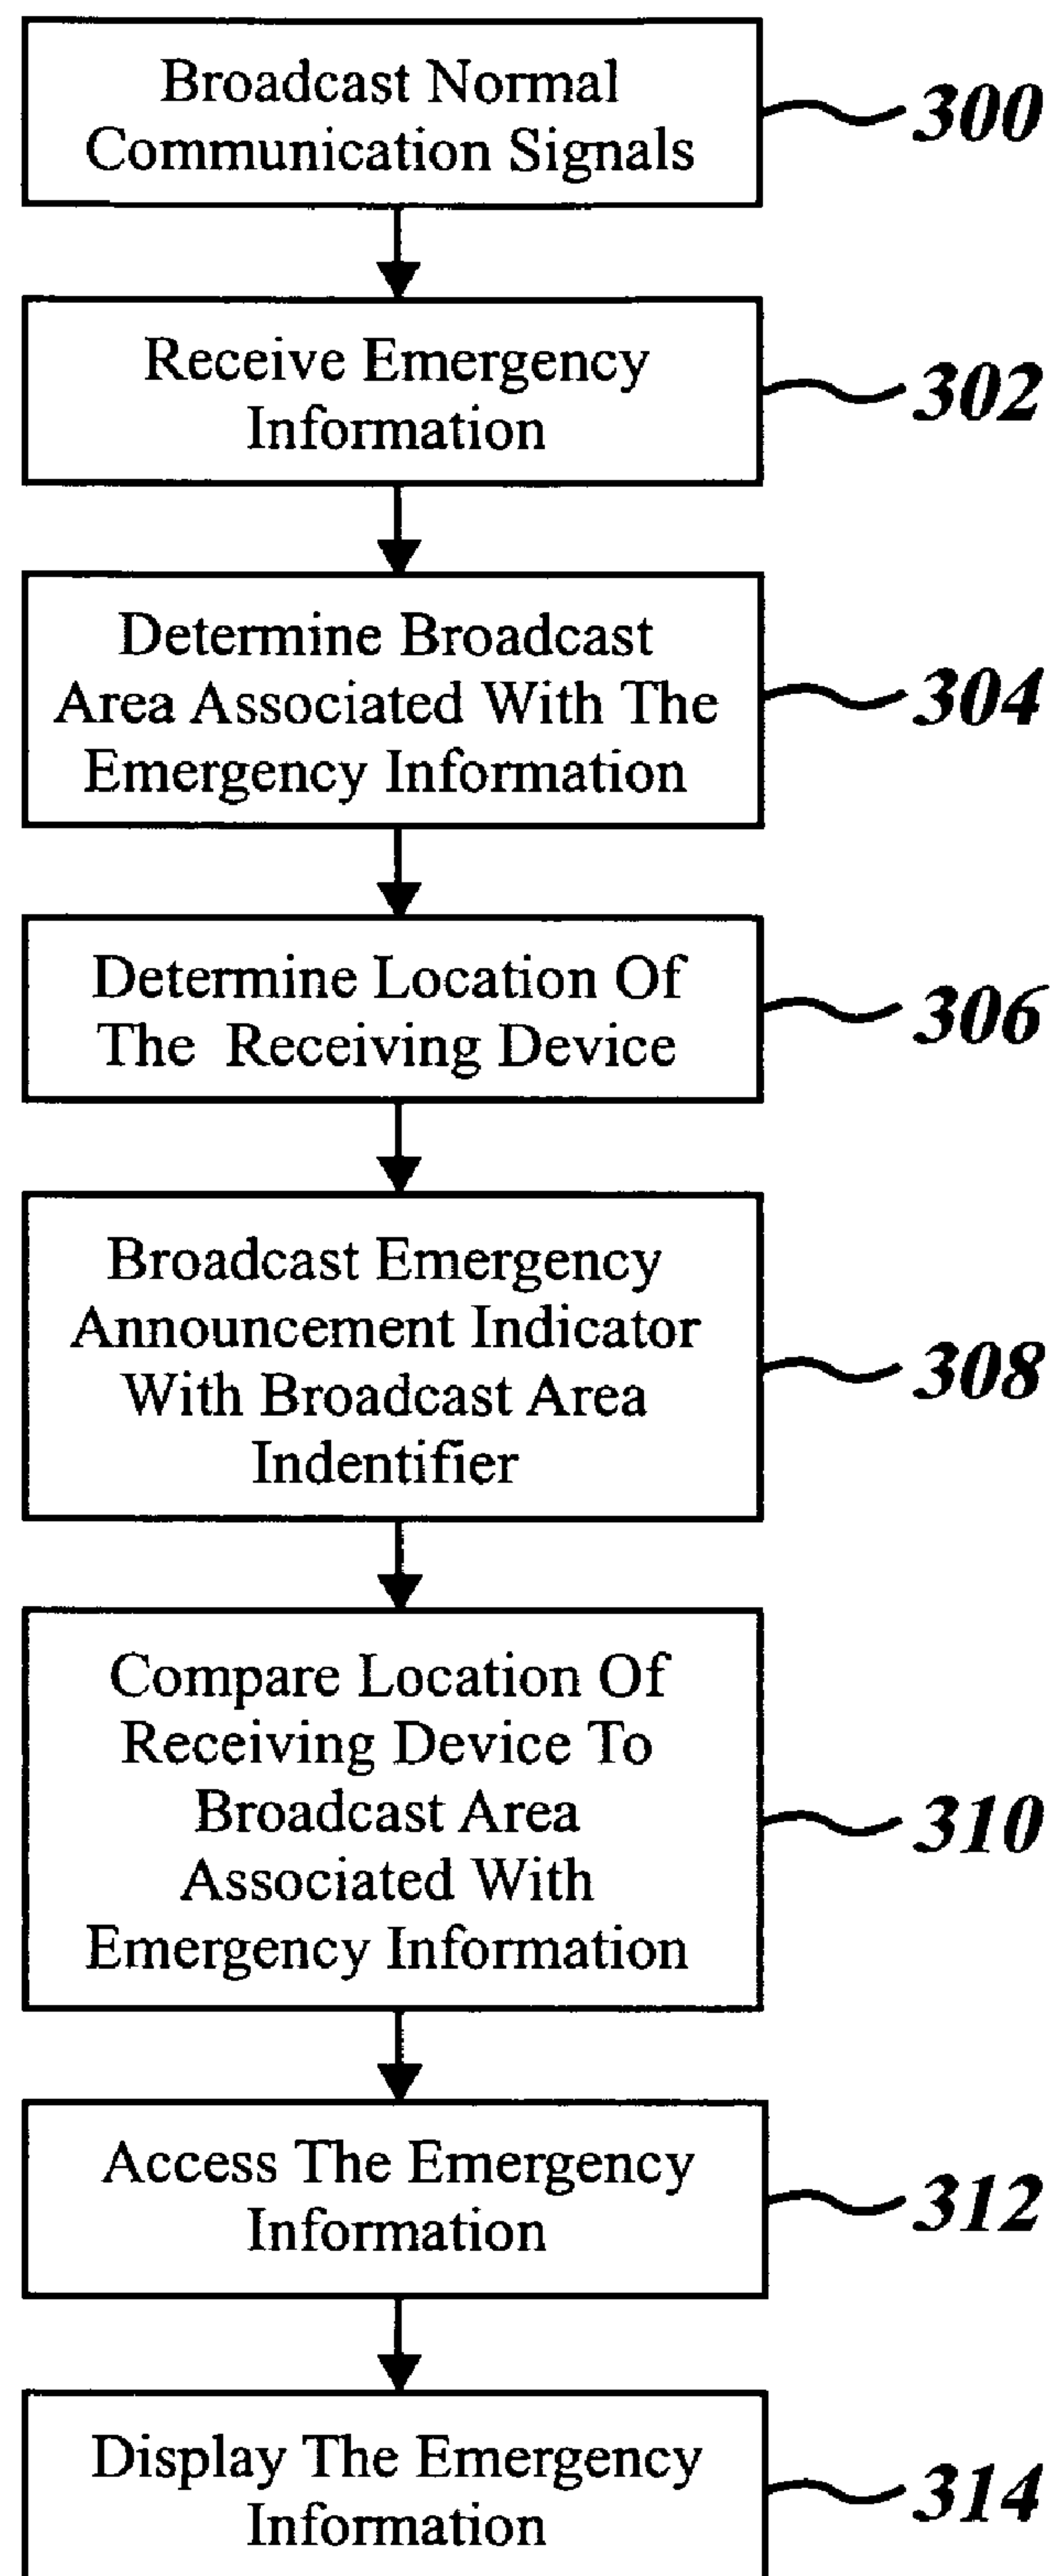 Broadcast Normal
Communication Signals
300
Receive Emergency
Information
302
Determine Broadcast
Area Associated With The
Emergency Information
304
Determine Location Of
The Receiving Device
306
Broadcast Emergency
Announcement Indicator
With Broadcast Area
Indentifier
308
Compare Location Of
Receiving Device To
Broadcast Area
Associated With
Emergency Information
310
Access The Emergency
Information
312
Display The Emergency
Information
314